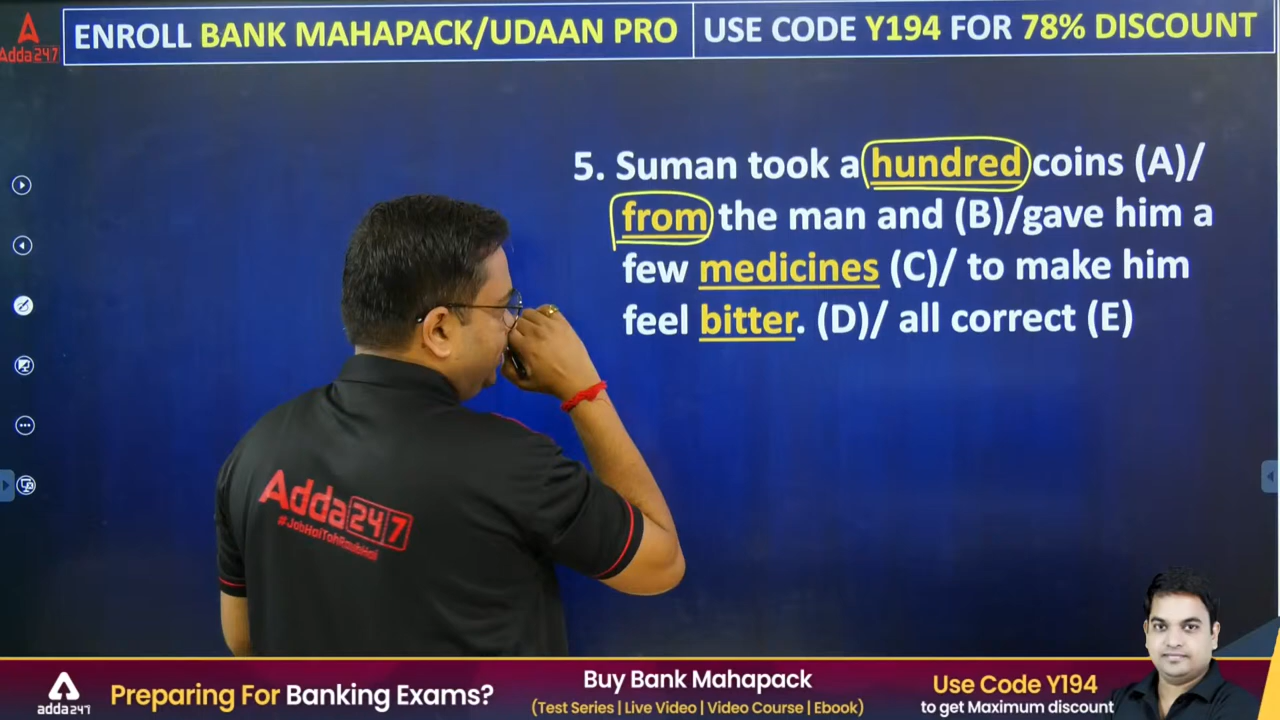 ENROLL BANK MAHAPACK/UDAAN PRO
USE CODE Y194 FOR 78% DISCOUNT
Adda247
5. Suman took a hundred coins (A)/
from the man and (B)/gave him a
few medicines (C)/ to make him
feel bitter. (D)/ all correct (E)
Adda247
#JobHaiTohSaubHai
adda247
Preparing For Banking Exams?
Buy Bank Mahapack
(Test Series | Live Video | Video Course | Ebook)
Use Code Y194
to get Maximum discount